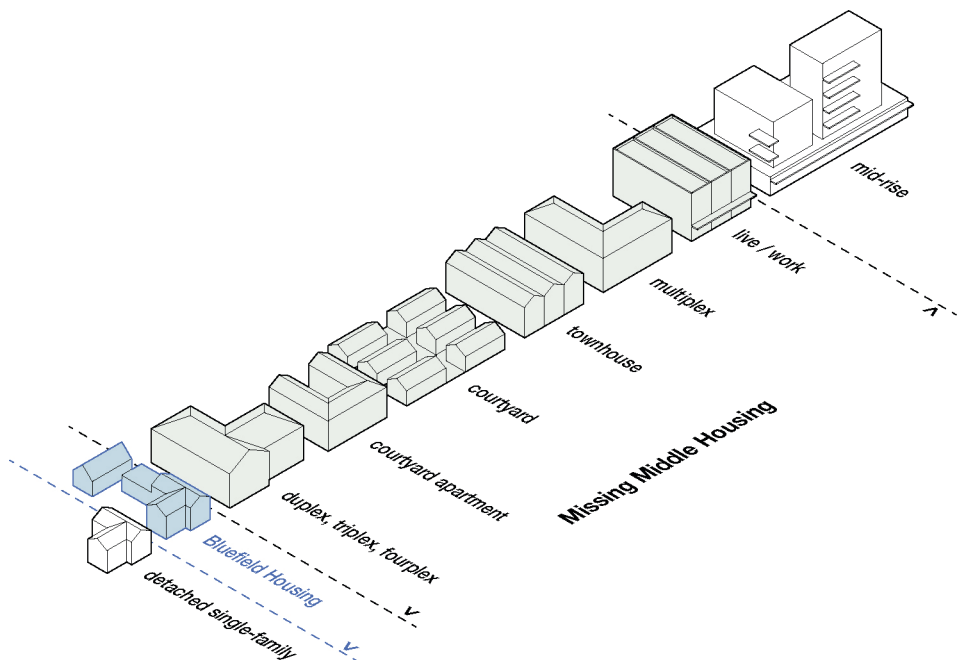 mid-rise
live / work
multiplex
townhouse
courtyard
courtyard apartment
duplex, triplex, fourplex
Bluefield Housing
detached single-family
Missing Middle Housing